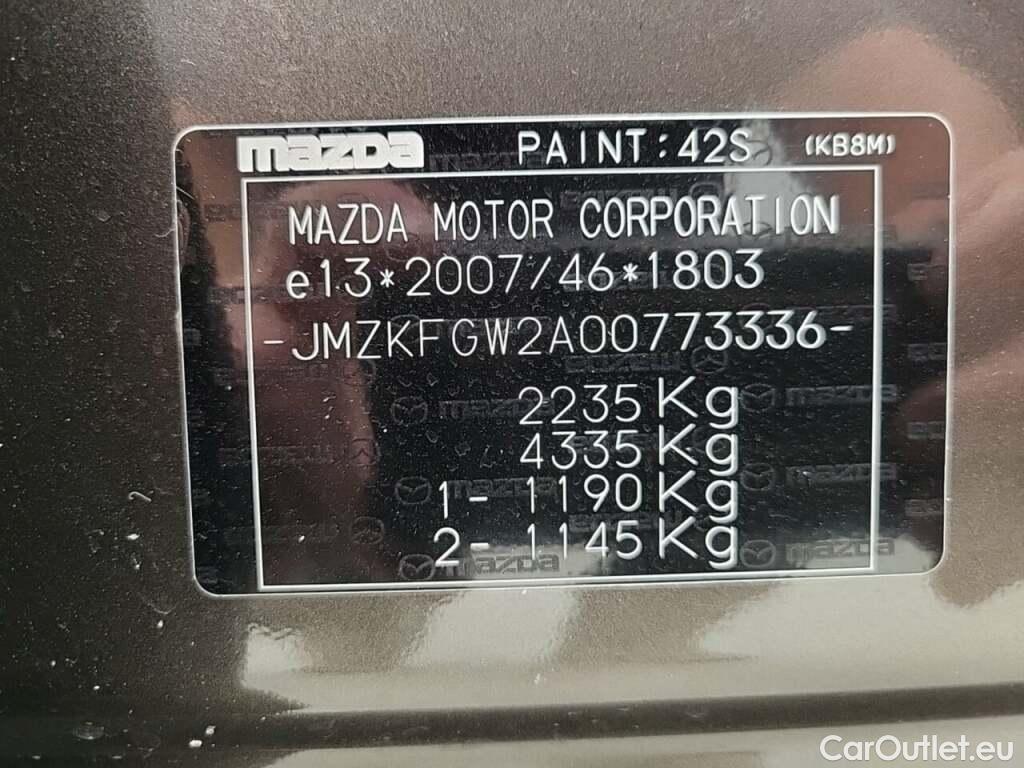 mazDa PAINT:42S (KB8M)
MAZDA MOTOR CORPORATION
e13*2007/46*1803
-JMZKFGW2A00773336-
2235Kg
4335Kg
1- 1190Kg
2- 1145Kg
CarOutlet.eu